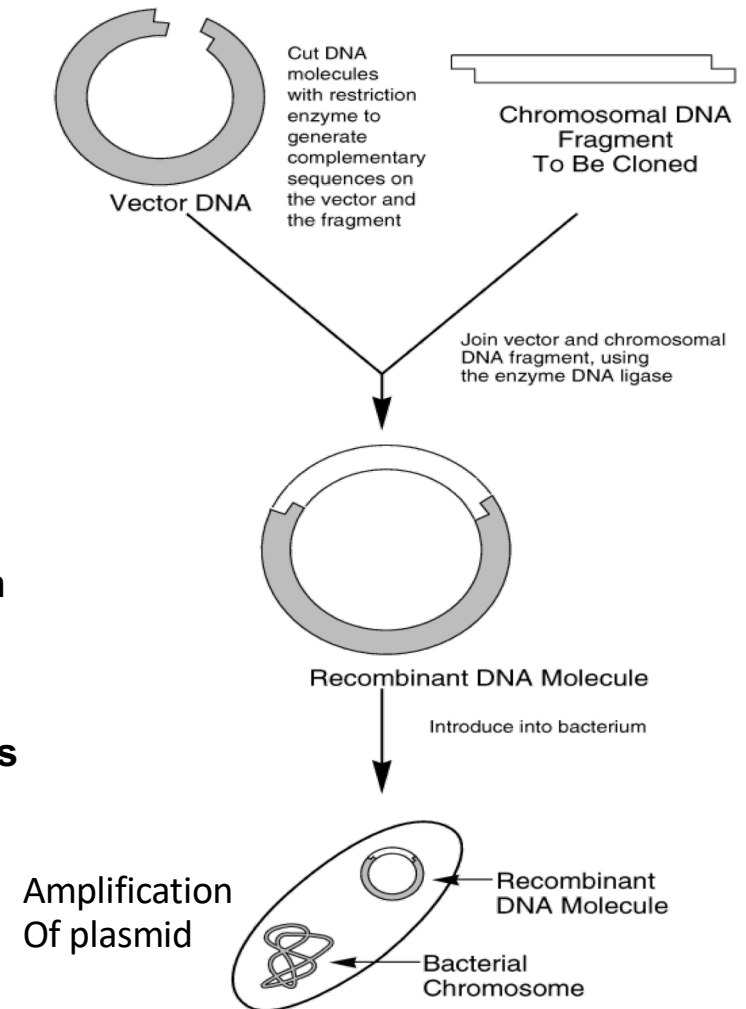 Cut DNA
molecules
with restriction
enzyme to
generate
complementary
sequences on
the vector and
the fragment
Chromosomal DNA
Fragment
To Be Cloned
Vector DNA
Join vector and chromosomal
DNA fragment, using
the enzyme DNA ligase
Recombinant DNA Molecule
Introduce into bacterium
Amplification
Of plasmid
Recombinant
DNA Molecule
Bacterial
Chromosome